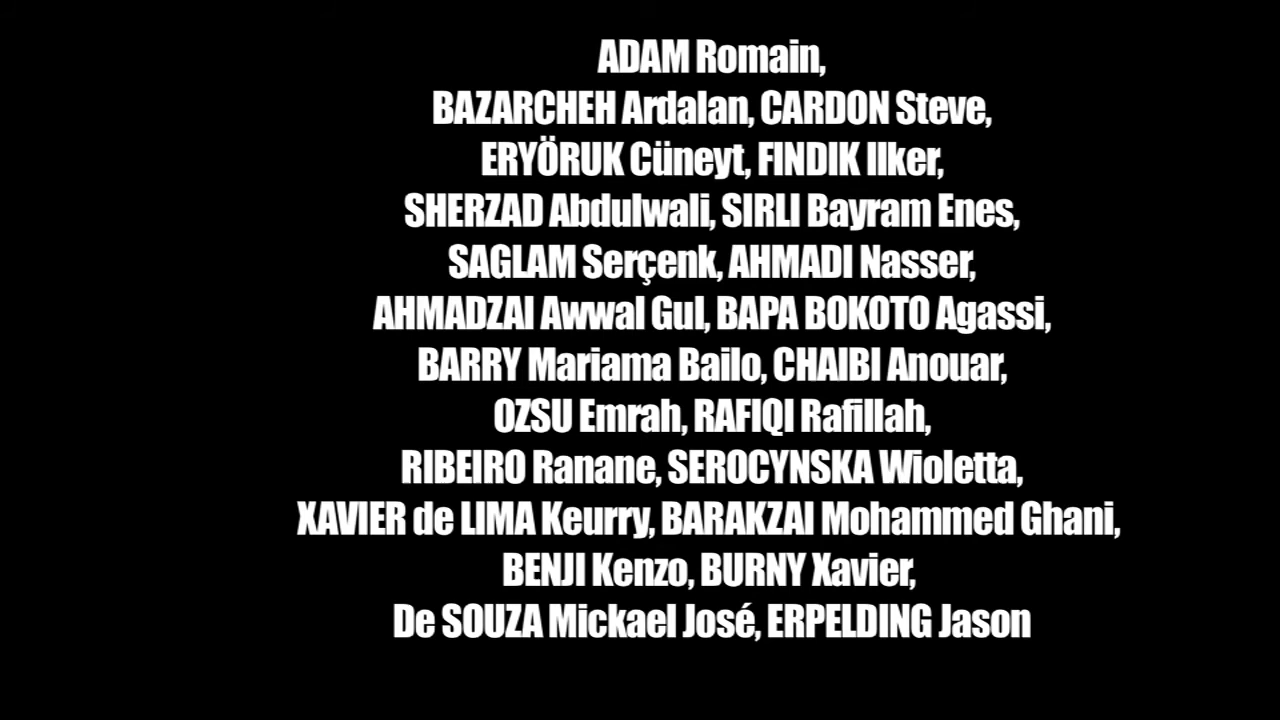 ADAM Romain,
BAZARCHEH Ardalan, CARDON Steve,
ERYÖRUK Cüneyt, FINDIK Ilker,
SHERZAD Abdulwali, SIRLI Bayram Enes,
SAGLAM Serçenk, AHMADI Nasser,
AHMADZAI Awwal Gul, BAPA BOKOTO Agassi,
BARRY Mariama Bailo, CHAIBI Anouar,
OZSU Emrah, RAFIQI Rafillah,
RIBEIRO Ranane, SEROCYNSKA Wioletta,
XAVIER de LIMA Keurry, BARAKZAI Mohammed Ghani,
BENJI Kenzo, BURNY Xavier,
De SOUZA Mickael José, ERPELDING Jason